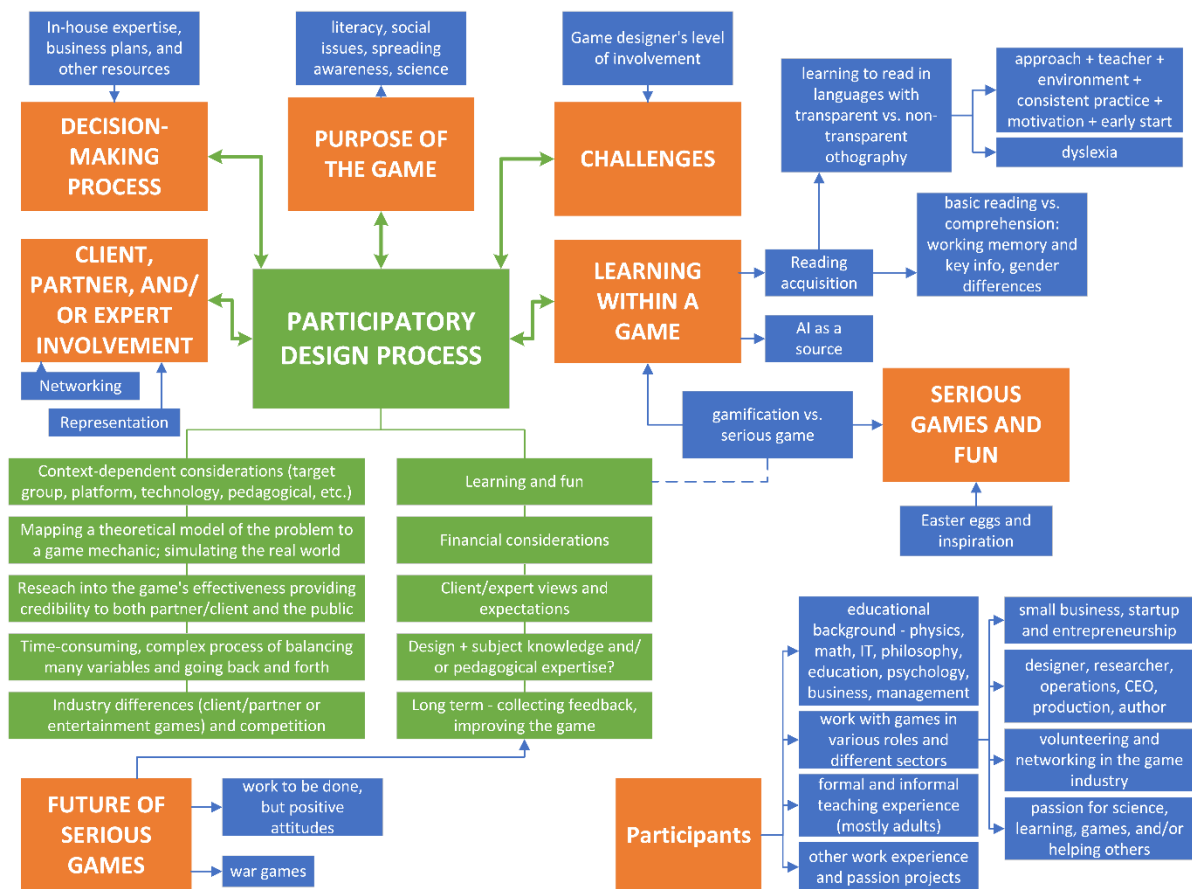 In-house expertise,
business plans, and
other resources
literacy, social
issues, spreading
awareness, science
Game designer's level
of involvement
learning to read in
languages with
transparent vs. non-
transparent
othography
approach + teacher +
environment +
consistent practice +
motivation + early start
dyslexia
DECISION-
MAKING
PROCESS
PURPOSE OF
THE GAME
CHALLENGES
basic reading vs.
comprehension:
working memory and
key info, gender
differences
CLIENT,
PARTNER, AND/
OR EXPERT
INVOLVEMENT
PARTICIPATORY
DESIGN PROCESS
LEARNING
WITHIN A
GAME
Reading
acquisition
AI as a
source
Networking
Representation
gamification vs.
serious game
SERIOUS
GAMES AND
FUN
Easter eggs and
inspiration
Context-dependent considerations (target
group, platform, technology, pedagogical, etc.)
Mapping a theoretical model of the problem to
a game mechanic; simulating the real world
Reseach into the game's effectiveness providing
credibility to both partner/client and the public
Time-consuming, complex process of balancing
many variables and going back and forth
Industry differences (client/partner or
entertainment games) and competition
Learning and fun
Financial considerations
Client/expert views and
expectations
Design + subject knowledge and/
or pedagogical expertise?
Long term - collecting feedback,
improving the game
FUTURE OF
SERIOUS
GAMES
work to be done,
but positive
attitudes
war games
Participants
educational
background - physics,
math, IT, philosophy,
education, psychology,
business, management
work with games in
various roles and
different sectors
formal and informal
teaching experience
(mostly adults)
other work experience
and passion projects
small business, startup
and entrepreneurship
designer, researcher,
operations, CEO,
production, author
volunteering and
networking in the game
industry
passion for science,
learning, games, and/or
helping others